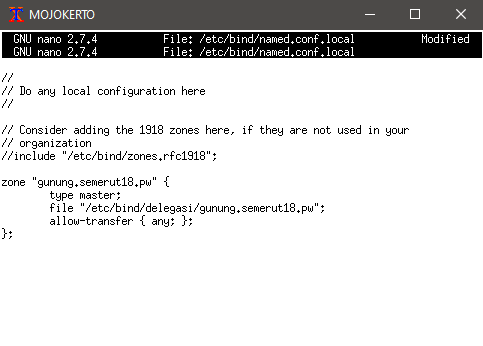 MOJOKERTO
GNU nano 2.7.4 File: /etc/bind/named.conf.local Modified
GNU nano 2.7.4 File: /etc/bind/named.conf.local
//
// Do any local configuration here
//
// Consider adding the 1918 zones here, if they are not used in your
// organization
//include "/etc/bind/zones.rfc1918";
zone "gunung.semerut18.pw" {
type master;
file "/etc/bind/delegasi/gunung.semerut18.pw";
allow-transfer { any; };
};